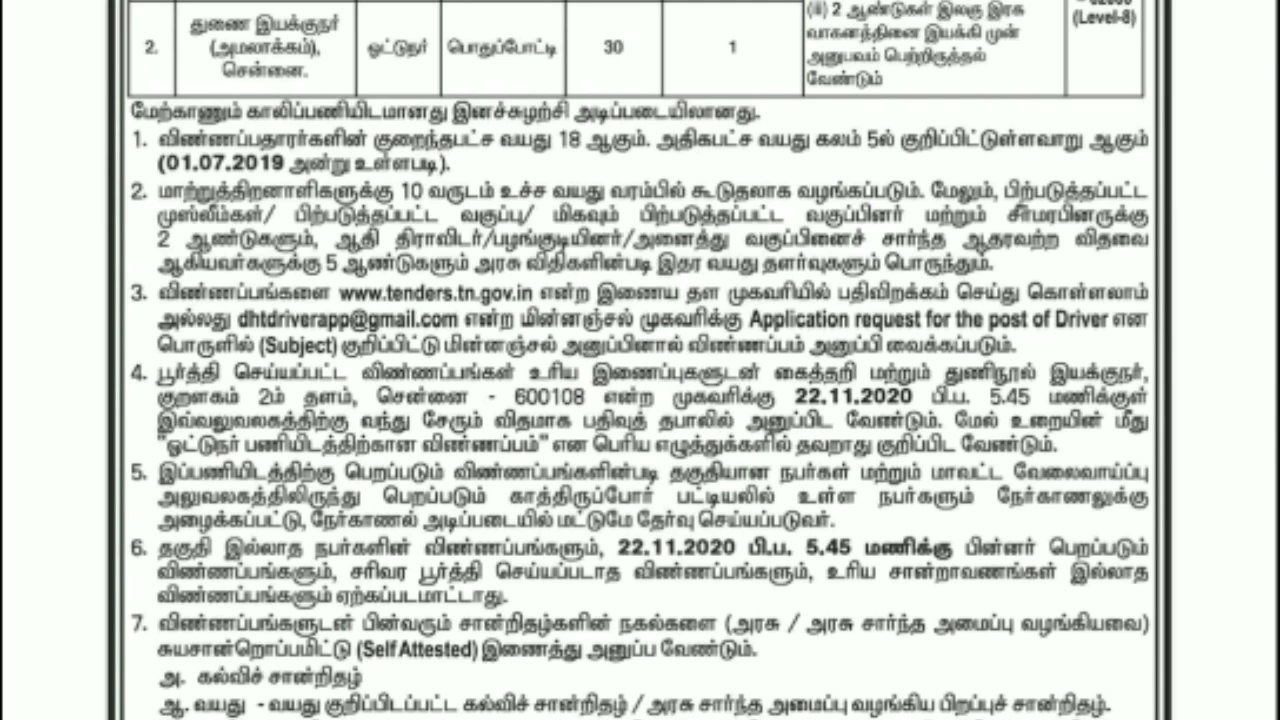 துணை இயக்குநர் (அமலாக்கம்), சென்னை.
2. ஓட்டுநர் பொதுப்போட்டி 30 1
(ii) 2 ஆண்டுகள் இலகு இரக
வாகனத்தினை இயக்கி முன்
அனுபவம் பெற்றிருத்தல்
வேண்டும்
(Level-8)
மேற்காணும் காலிப்பணியிடமானது இனச்சுழற்சி அடிப்படையிலானது.
1. விண்ணப்பதாரர்களின் குறைந்தபட்ச வயது 18 ஆகும். அதிகபட்ச வயது கலம் 5ல் குறிப்பிட்டுள்ளவாறு ஆகும்
(01.07.2019 அன்று உள்ளபடி).
2. மாற்றுத்திறனாளிகளுக்கு 10 வருடம் உச்ச வயது வரம்பில் கூடுதலாக வழங்கப்படும். மேலும், பிற்படுத்தப்பட்ட
முஸ்லீம்கள்/ பிற்படுத்தப்பட்ட வகுப்பு/ மிகவும் பிற்படுத்தப்பட்ட வகுப்பினர் மற்றும் சீர்மரபினருக்கு
2 ஆண்டுகளும், ஆதி திராவிடர்/பழங்குடியினர்/அனைத்து வகுப்பினைச் சார்ந்த ஆதரவற்ற விதவை
ஆகியவர்களுக்கு 5 ஆண்டுகளும் அரசு விதிகளின்படி இதர வயது தளர்வுகளும் பொருந்தும்.
3. விண்ணப்பங்களை www.tenders.tn.gov.in என்ற இணைய தள முகவரியில் பதிவிறக்கம் செய்து கொள்ளலாம்
அல்லது dhtdriverapp@gmail.com என்ற மின்னஞ்சல் முகவரிக்கு Application request for the post of Driver என
பொருளில் (Subject) குறிப்பிட்டு மின்னஞ்சல் அனுப்பினால் விண்ணப்பம் அனுப்பி வைக்கப்படும்.
4. பூர்த்தி செய்யப்பட்ட விண்ணப்பங்கள் உரிய இணைப்புகளுடன் கைத்தறி மற்றும் துணிநூல் இயக்குநர்,
குறளகம் 2ம் தளம், சென்னை - 600108 என்ற முகவரிக்கு 22.11.2020 பி.ப. 5.45 மணிக்குள்
இவ்வலுவலகத்திற்கு வந்து சேரும் விதமாக பதிவுத் தபாலில் அனுப்பிட வேண்டும். மேல் உறையின் மீது
"ஓட்டுநர் பணியிடத்திற்கான விண்ணப்பம்" என பெரிய எழுத்துக்களில் தவறாது குறிப்பிட வேண்டும்.
5. இப்பணியிடத்திற்கு பெறப்படும் விண்ணப்பங்களின்படி தகுதியான நபர்கள் மற்றும் மாவட்ட வேலைவாய்ப்பு
அலுவலகத்திலிருந்து பெறப்படும் காத்திருப்போர் பட்டியலில் உள்ள நபர்களும் நேர்காணலுக்கு
அழைக்கப்பட்டு, நேர்காணல் அடிப்படையில் மட்டுமே தேர்வு செய்யப்படுவர்.
6. தகுதி இல்லாத நபர்களின் விண்ணப்பங்களும், 22.11.2020 பி.ப. 5.45 மணிக்கு பின்னர் பெறப்படும்
விண்ணப்பங்களும், சரிவர பூர்த்தி செய்யப்படாத விண்ணப்பங்களும், உரிய சான்றாவணங்கள் இல்லாத
விண்ணப்பங்களும் ஏற்கப்படமாட்டாது.
7. விண்ணப்பங்களுடன் பின்வரும் சான்றிதழ்களின் நகல்களை (அரசு / அரசு சார்ந்த அமைப்பு வழங்கியவை)
சுயசான்றொப்பமிட்டு (Self Attested) இணைத்து அனுப்ப வேண்டும்.
அ. கல்விச் சான்றிதழ்
ஆ. வயது - வயது குறிப்பிடப்பட்ட கல்விச் சான்றிதழ் / அரசு சார்ந்த அமைப்பு வழங்கிய பிறப்புச் சான்றிதழ்.